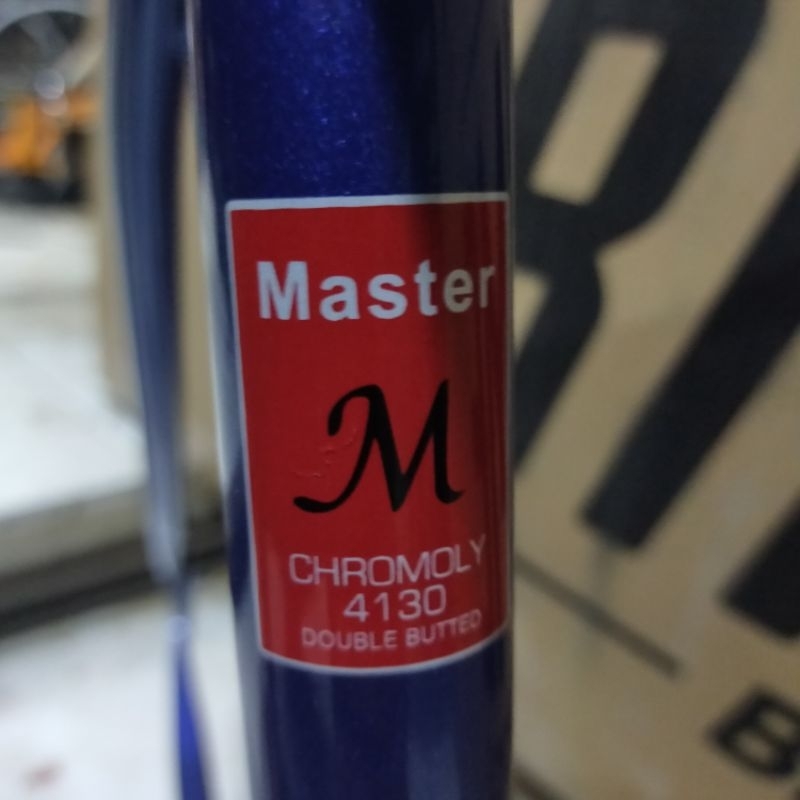 Master
M
CHROMOLY
4130
DOUBLE BUTTED